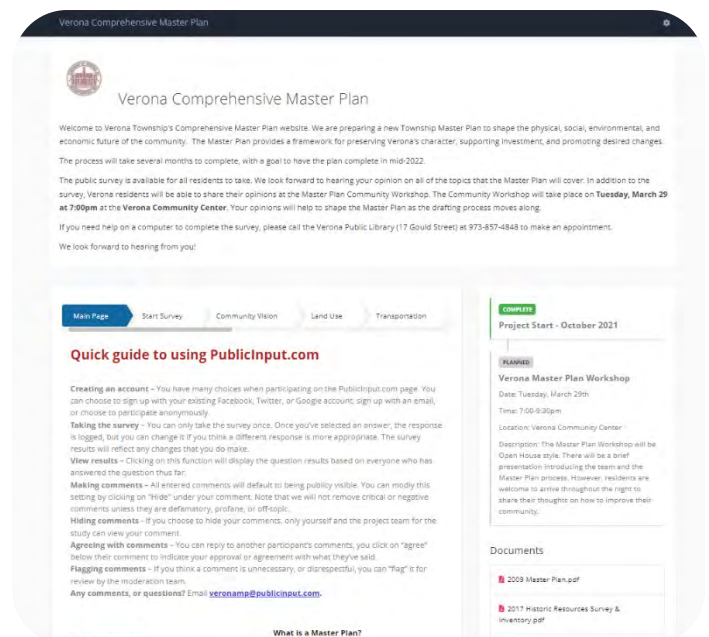 Verona Comprehensive Master Plan
Verona Comprehensive Master Plan
Welcome to Verona Township's Comprehensive Master Plan website. We are preparing a new Township Master Plan to shape the physical, social, environmental, and
economic future of the community. The Master Plan provides a framework for preserving Verona's character, supporting investment, and promoting desired changes.
The process will take several months to complete, with a goal to have the plan complete in mid-2022.
The public survey is available for all residents to take. We look forward to hearing your opinion on all of the topics that the Master Plan will cover. In addition to the
survey, Verona residents will be able to share their opinions at the Master Plan Community Workshop. The Community Workshop will take place on Tuesday, March 29
at 7:00pm at the Verona Community Center. Your opinions will help to shape the Master Plan as the drafting process moves along.
If you need help on a computer to complete the survey, please call the Verona Public Library (17 Gould Street) at 973-857-4848 to make an appointment.
We look forward to hearing from you!
Main Page
Start Survey
Community Vision
Land Use
Transportation
Quick guide to using PublicInput.com
Creating an account – You have many choices when participating on the PublicInput.com page. You
can choose to sign up with your existing Facebook, Twitter, or Google account, sign up with an email,
or choose to participate anonymously.
Taking the survey – You can only take the survey once. Once you've selected an answer, the response
is logged, but you can change it if you think a different response is more appropriate. The survey
results will reflect any changes that you do make.
View results – Clicking on this function will display the question results based on everyone who has
answered the question thus far.
Making comments – All entered comments will default to being publicly visible. You can modify this
setting by clicking on "Hide" under your comment. Note that we will not remove critical or negative
comments unless they are defamatory, profane, or off-topic.
Hiding comments – If you choose to hide your comments, only yourself and the project team for the
study can view your comment.
Agreeing with comments – You can reply to another participant's comments, you click on "agree"
below their comment to indicate your approval or agreement with what they've said.
Flagging comments – If you think a comment is unnecessary, or disrespectful, you can "flag" it for
review by the moderation team.
Any comments, or questions? Email veronamp@publicinput.com.
What is a Master Plan?
COMPLETE
Project Start - October 2021
PLANNED
Verona Master Plan Workshop
Date: Tuesday, March 29th
Time: 7:00-9:30pm
Location: Verona Community Center
Description: The Master Plan Workshop will be
Open House style. There will be a brief
presentation introducing the team and the
Master Plan process. However, residents are
welcome to arrive throughout the night to
share their thoughts on how to improve their
community.
Documents
2009 Master Plan.pdf
2017 Historic Resources Survey &
Inventory.pdf